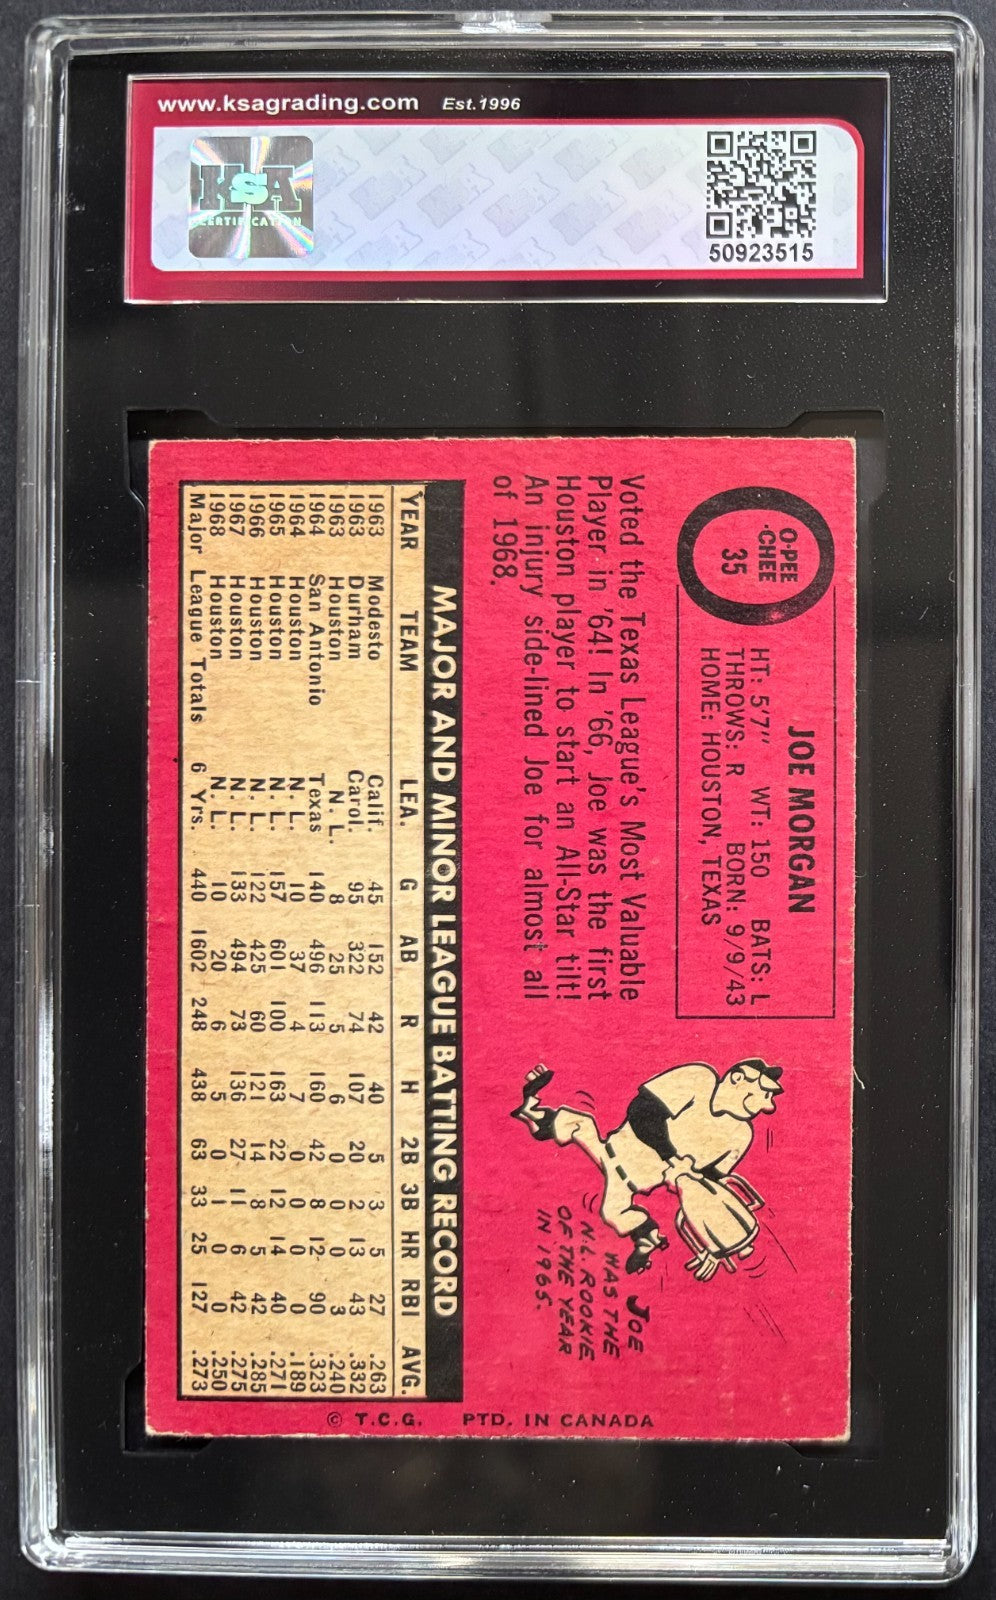 www.ksagrading.com Est.1996
KSA
CERTIFICATION
50923515
O-PEE
-CHEE
35
JOE MORGAN
HT: 5'7" WT: 150 BATS: L
THROWS: R BORN: 9/9/43
HOME: HOUSTON, TEXAS
Voted the Texas League's Most Valuable
Player in '64! In '66, Joe was the first
Houston player to start an All-Star tilt!
An injury side-lined Joe for almost all
of 1968.
JOE
WAS THE
N.L. ROOKIE
OF THE YEAR
IN 1965.
MAJOR AND MINOR LEAGUE BATTING RECORD
YEAR TEAM LEA. G AB R H 2B 3B HR RBI AVG.
1963 Modesto Calif. 45 152 42 40 5 3 5 27 .263
1963 Durham Carol. 95 322 74 107 20 2 13 43 .332
1963 Houston N. L. 8 25 5 6 0 0 0 3 .240
1964 San Antonio Texas 140 496 113 160 42 8 12 90 .323
1964 Houston N. L. 10 37 4 7 0 0 0 0 .189
1965 Houston N. L. 157 601 100 163 22 12 14 40 .271
1966 Houston N. L. 122 425 60 121 14 8 5 42 .285
1967 Houston N. L. 133 494 73 136 27 11 6 42 .275
1968 Houston N. L. 10 20 6 5 0 1 0 0 .250
Major League Totals 6 Yrs. 440 1602 248 438 63 33 25 127 .273
© T.C.G. PTD. IN CANADA